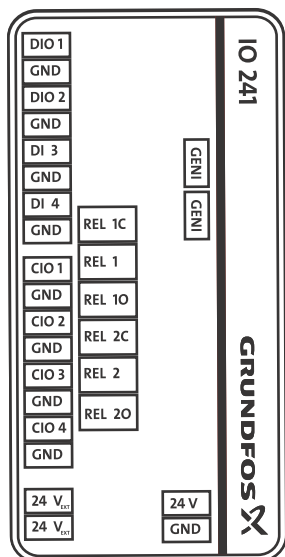 DIO 1
GND
DIO 2
GND
DI 3
GND
DI 4
GND
CIO 1
GND
CIO 2
GND
CIO 3
GND
CIO 4
GND
24 VEXT
24 VEXT
REL 1C
REL 1
REL 1O
REL 2C
REL 2
REL 2O
GENI
GENI
24 V
GND
IO 241
GRUNDFOS